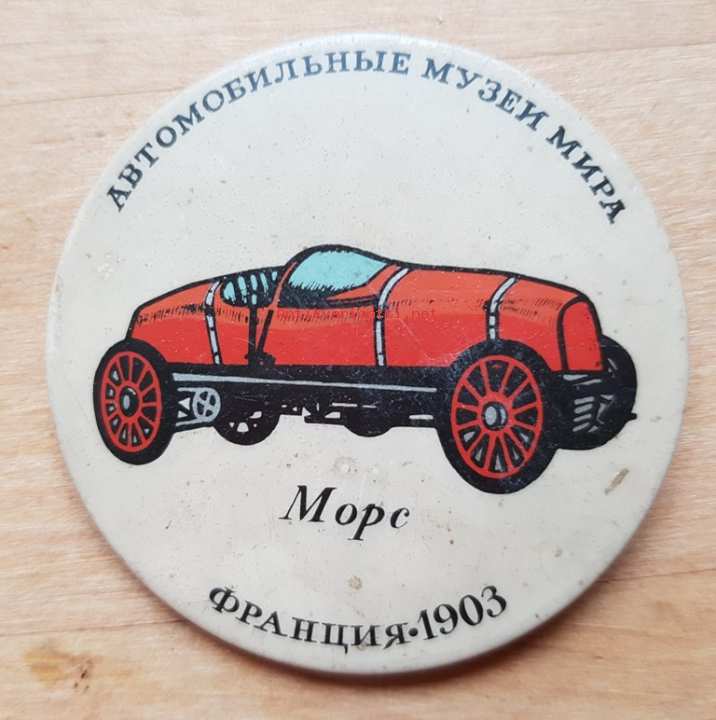 АВТОМОБИЛЬНЫЕ МУЗЕИ МИРА
Морс
ФРАНЦИЯ•1903